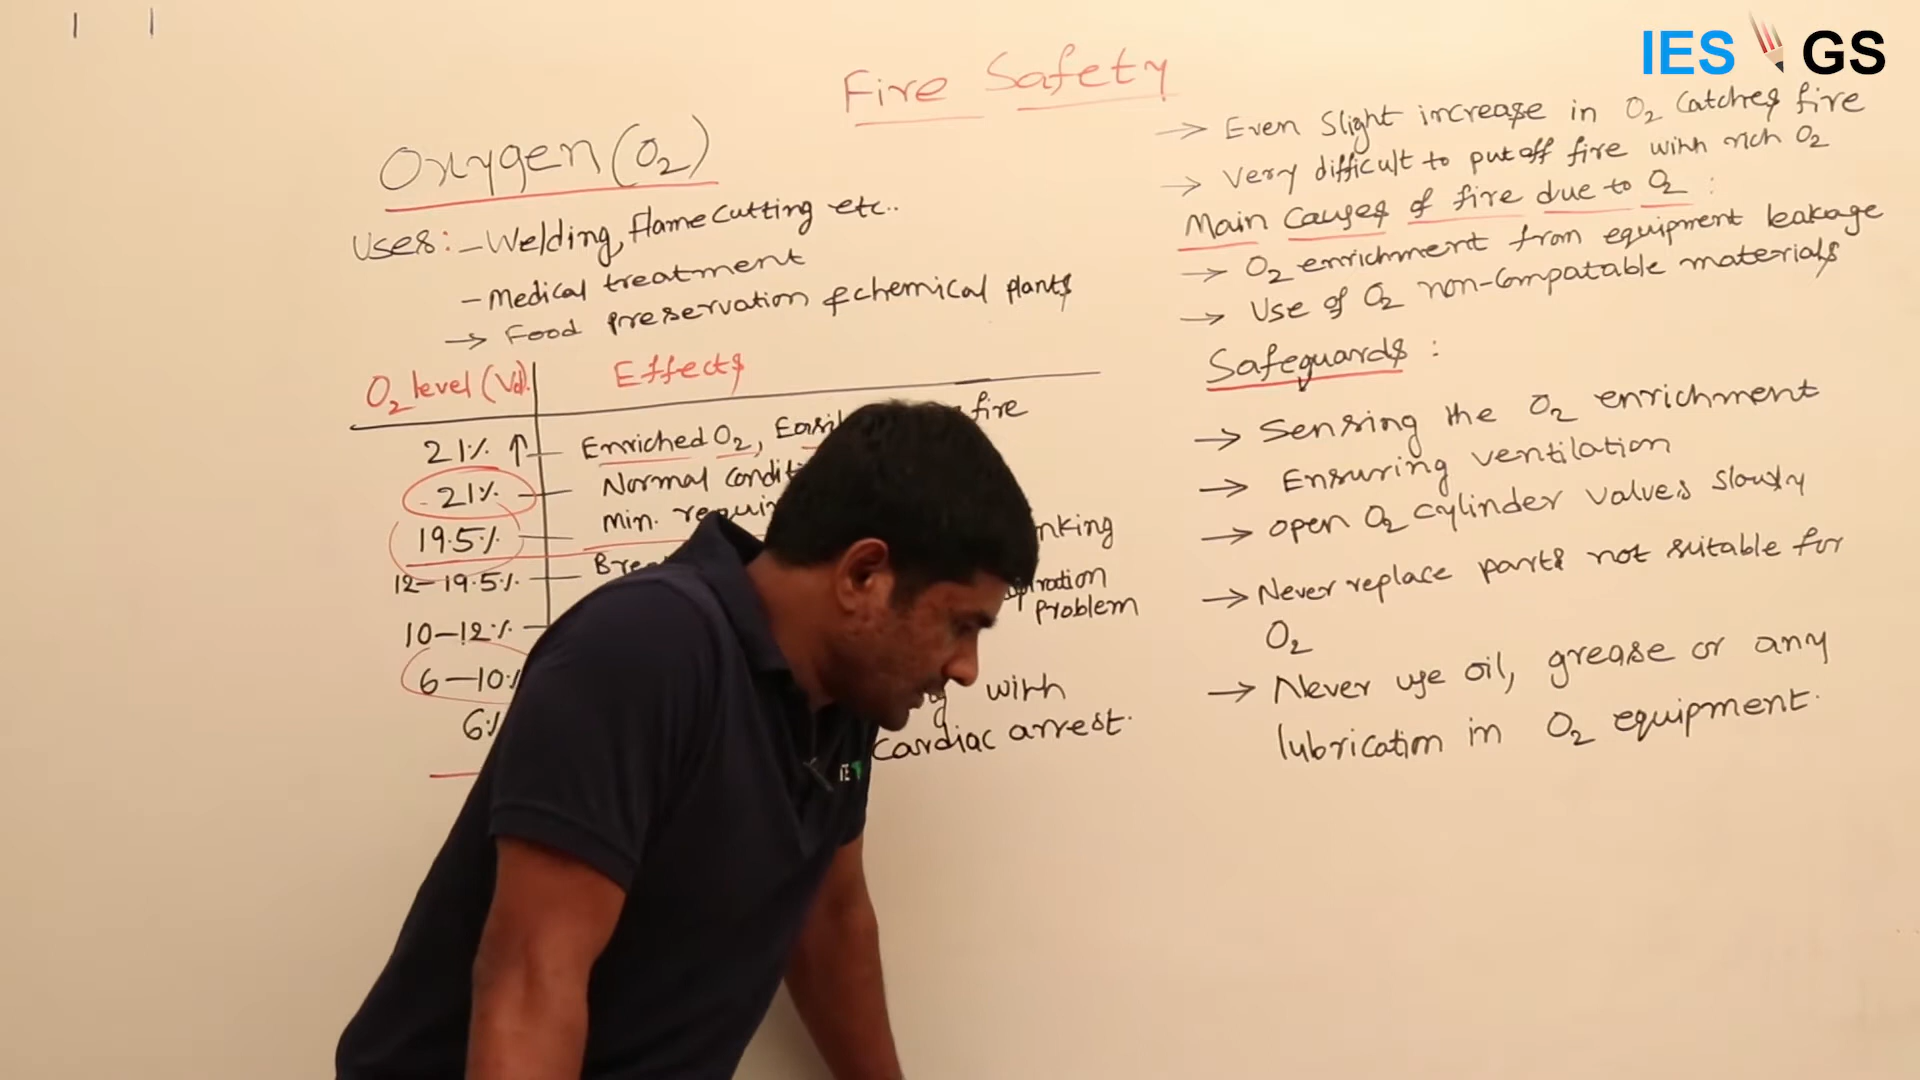 IES GS
Fire Safety
Oxygen (O2)
Uses: - Welding, flame cutting etc..
- Medical treatment
→ Food preservation & chemical plants
O2 level (Vol). Effects
21% ↑ Enriched O2, fire
21% Normal
19.5% min.
12-19.5%
Problem
10-12%
6-10% with
6% cardiac arrest.
→ Even slight increase in O2 catches fire
→ Very difficult to put off fire with rich O2
Main causes of fire due to O2 :
→ O2 enrichment from equipment leakage
→ Use of O2 non-compatable materials
Safeguards :
→ Sensing the O2 enrichment
→ Ensuring ventilation
→ open O2 cylinder valves slowly
→ Never replace parts not suitable for
O2
→ Never use oil, grease or any
lubrication in O2 equipment.